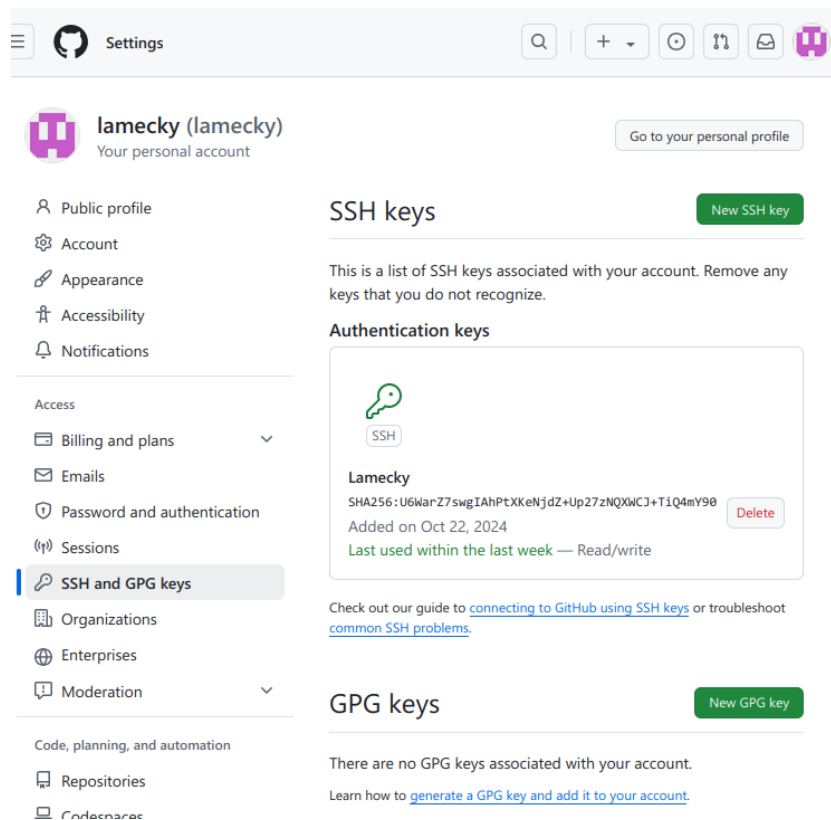 Settings
lamecky (lamecky)
Your personal account
Go to your personal profile
Public profile
Account
Appearance
Accessibility
Notifications
Access
Billing and plans
Emails
Password and authentication
Sessions
SSH and GPG keys
Organizations
Enterprises
Moderation
Code, planning, and automation
Repositories
Codespaces
SSH keys
New SSH key
This is a list of SSH keys associated with your account. Remove any
keys that you do not recognize.
Authentication keys
SSH
Lamecky
SHA256:U6WarZ7swgIAhPtXKeNjdZ+Up27zNQXWCJ+TiQ4mY90
Added on Oct 22, 2024
Last used within the last week — Read/write
Delete
Check out our guide to connecting to GitHub using SSH keys or troubleshoot
common SSH problems.
GPG keys
New GPG key
There are no GPG keys associated with your account.
Learn how to generate a GPG key and add it to your account.